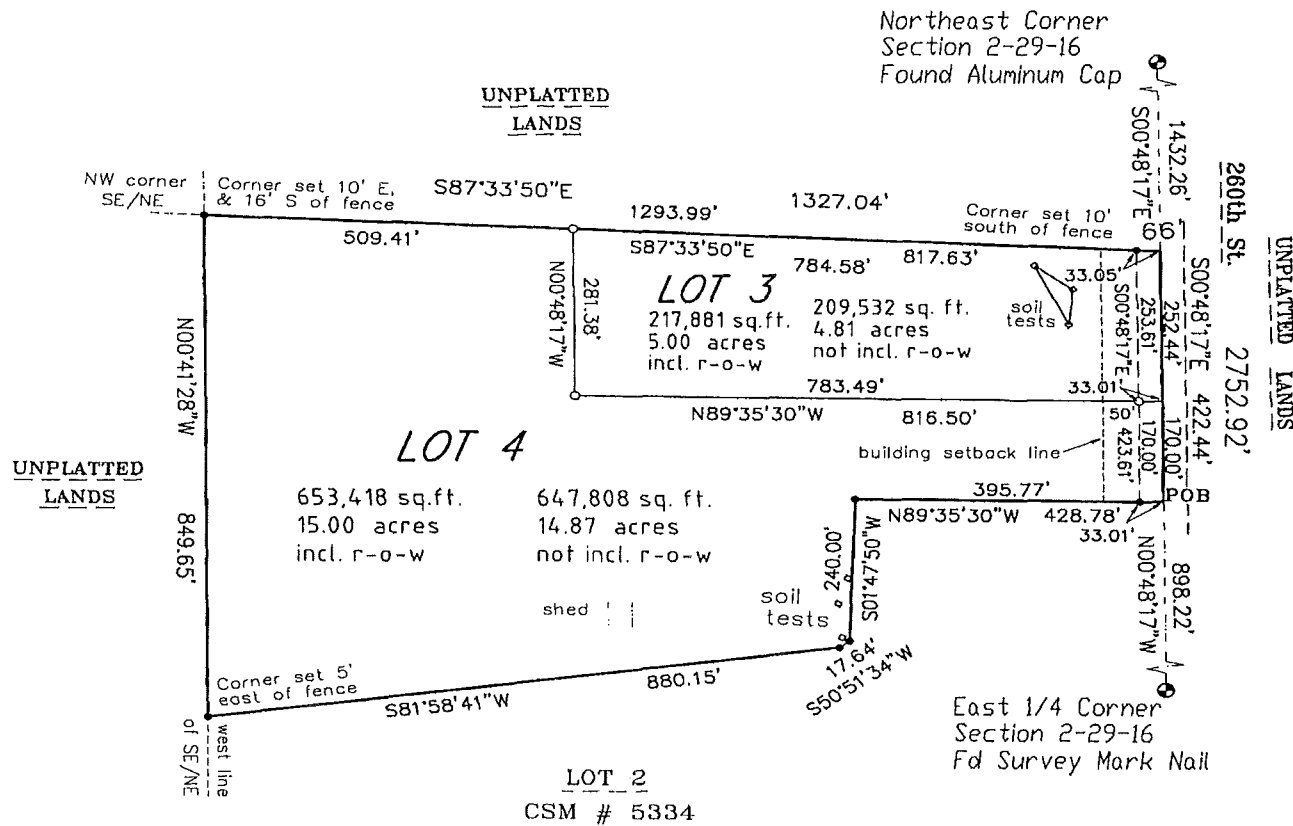 Northeast Corner
Section 2-29-16
Found Aluminum Cap
UNPLATTED
LANDS
NW corner
SE/NE
Corner set 10' E,
& 16' S of fence
S87°33'50"E
1293.99'
1327.04'
Corner set 10'
south of fence
S00°48'17"E
1432.26'
66'
260th St.
UNPLATTED LANDS
509.41'
S87°33'50"E
784.58'
817.63'
33.05'
N00°48'17"W
281.38'
LOT 3
217,881 sq.ft.
5.00 acres
incl. r-o-w
209,532 sq. ft.
4.81 acres
not incl. r-o-w
soil
tests
S00°48'17"E
253.61'
252.44'
S00°48'17"E 422.44'
2752.92'
783.49'
33.01'
N89°35'30"W
816.50'
50'
423.61'
170.00'
170.00'
building setback line
N00°41'28"W
849.65'
UNPLATTED
LANDS
LOT 4
653,418 sq.ft.
15.00 acres
incl. r-o-w
647,808 sq.ft.
14.87 acres
not incl. r-o-w
395.77'
POB
N89°35'30"W
428.78'
33.01'
N00°48'17"W
898.22'
240.00'
S01°47'50"W
shed
soil
tests
17.64'
S50°51'34"W
Corner set 5'
east of fence
S81°58'41"W
880.15'
west line
of SE/NE
East 1/4 Corner
Section 2-29-16
Fd Survey Mark Nail
LOT 2
CSM # 5334